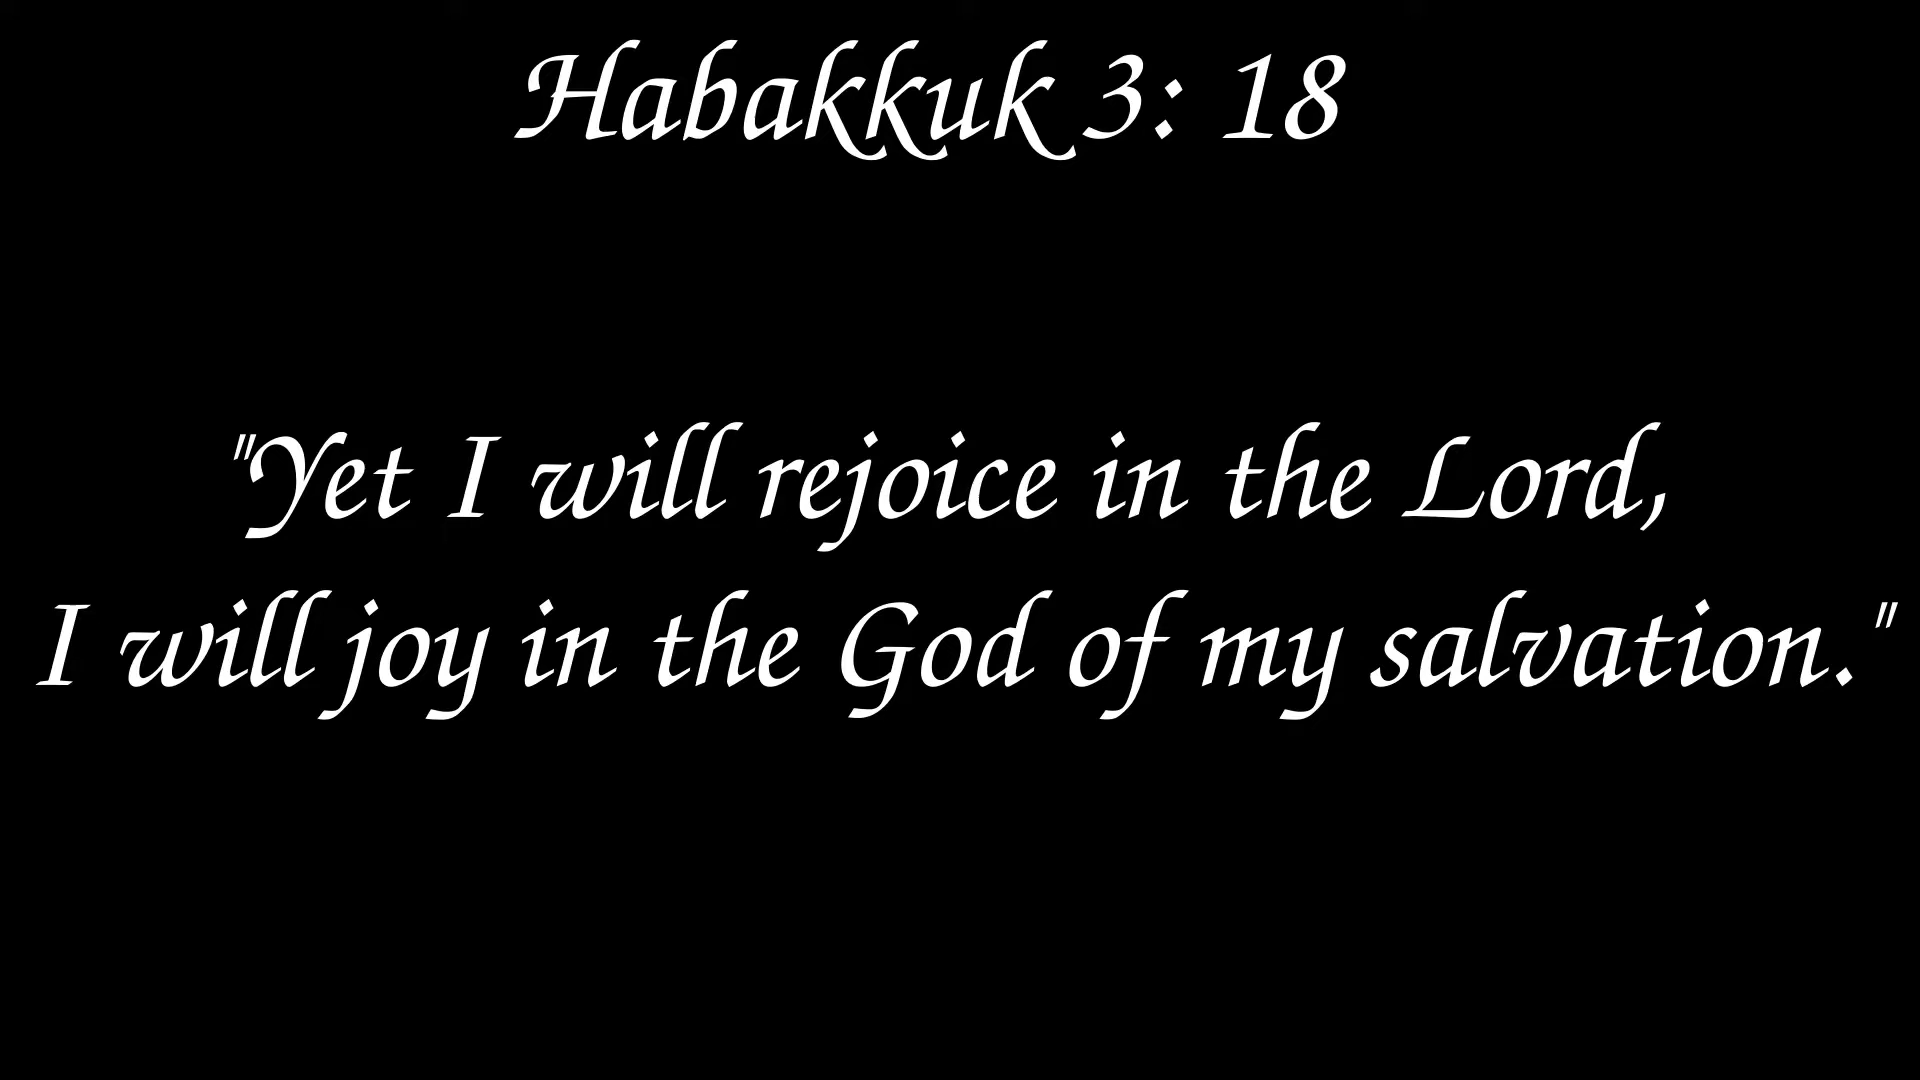 Habakkuk 3: 18
"Yet I will rejoice in the Lord,
I will joy in the God of my salvation."